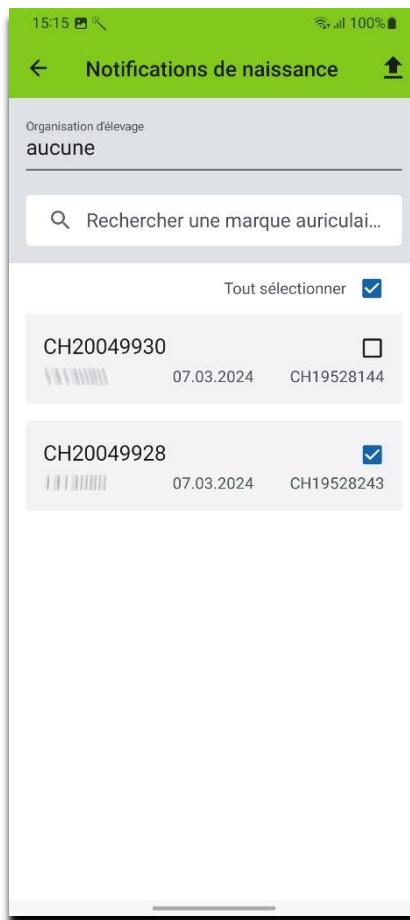 15:15 100%
Notifications de naissance
Organisation d'élevage
aucune
Rechercher une marque auriculai...
Tout sélectionner
CH20049930
07.03.2024 CH19528144
CH20049928
07.03.2024 CH19528243